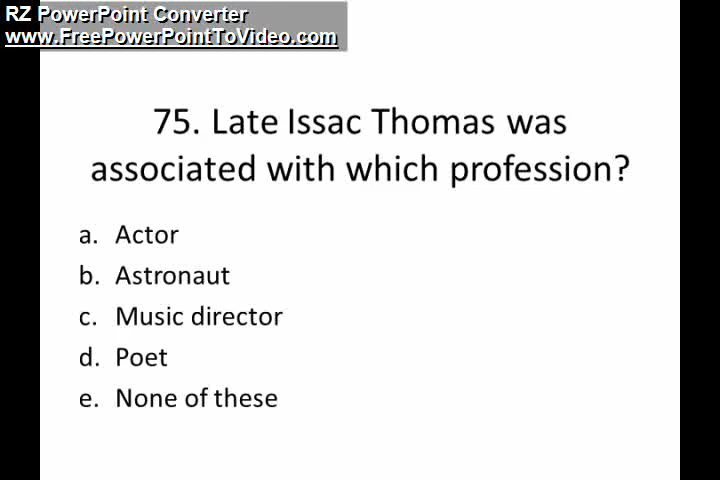 RZ PowerPoint Converter
www.FreePowerPointToVideo.com
75. Late Issac Thomas was
associated with which profession?
a. Actor
b. Astronaut
c. Music director
d. Poet
e. None of these